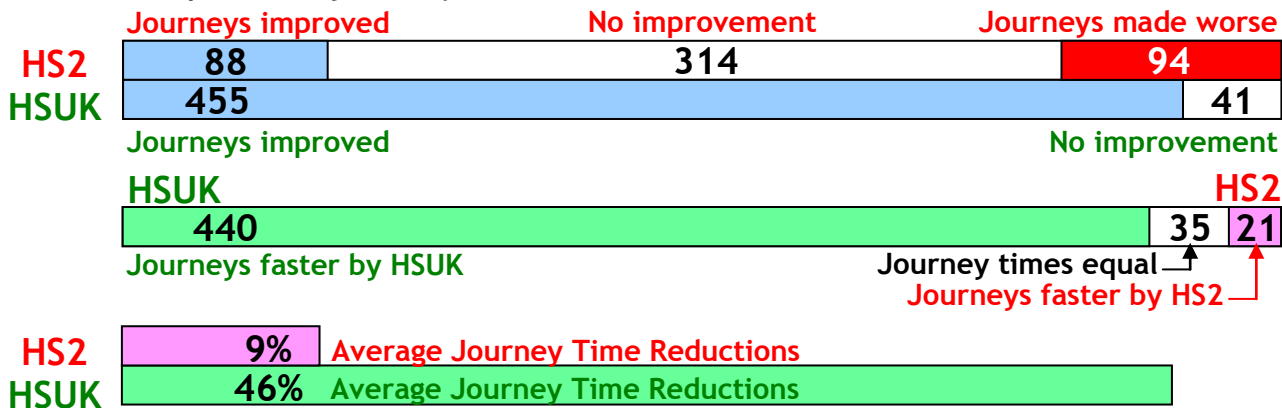 Journeys improved No improvement Journeys made worse
HS2 88 314 94
HSUK 455 41
Journeys improved No improvement
HSUK HS2
440 35 21
Journeys faster by HSUK Journey times equal
Journeys faster by HS2
HS2 9% Average Journey Time Reductions
HSUK 46% Average Journey Time Reductions